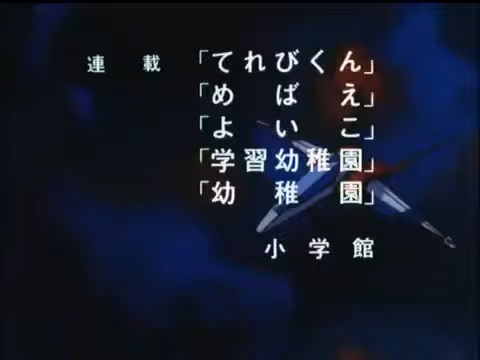 連載 「てれびくん」
「めばえ」
「よいこ」
「学習幼稚園」
「幼稚園」
小学館